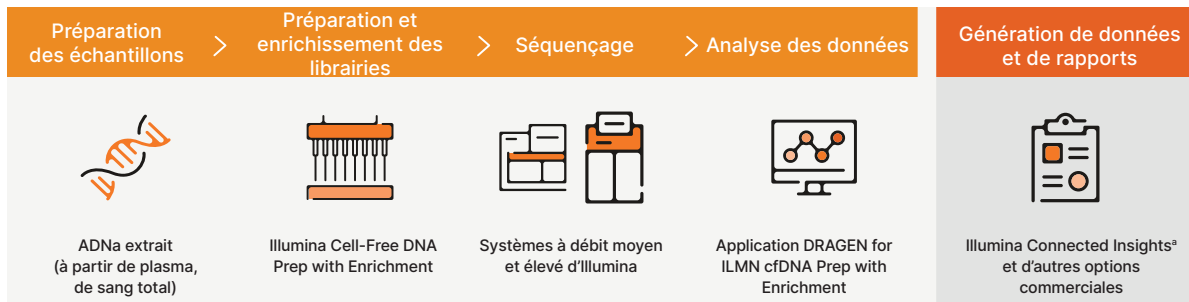 Préparation
des échantillons
Préparation et
enrichissement des
librairies
Séquençage
Analyse des données
Génération de données
et de rapports
ADNa extrait
(à partir de plasma,
de sang total)
Illumina Cell-Free DNA
Prep with Enrichment
Systèmes à débit moyen
et élevé d’Illumina
Application DRAGEN for
ILMN cfDNA Prep with
Enrichment
Illumina Connected Insightsᵃ
et d’autres options
commerciales